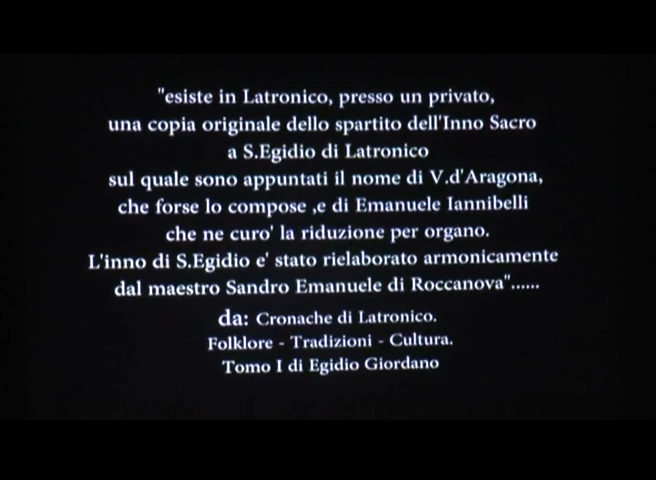 "esiste in Latronico, presso un privato,
una copia originale dello spartito dell'Inno Sacro
a S.Egidio di Latronico
sul quale sono appuntati il nome di V.d'Aragona,
che forse lo compose ,e di Emanuele Iannibelli
che ne curo' la riduzione per organo.
L'inno di S.Egidio e' stato rielaborato armonicamente
dal maestro Sandro Emanuele di Roccanova"......
da: Cronache di Latronico.
Folklore - Tradizioni - Cultura.
Tomo I di Egidio Giordano